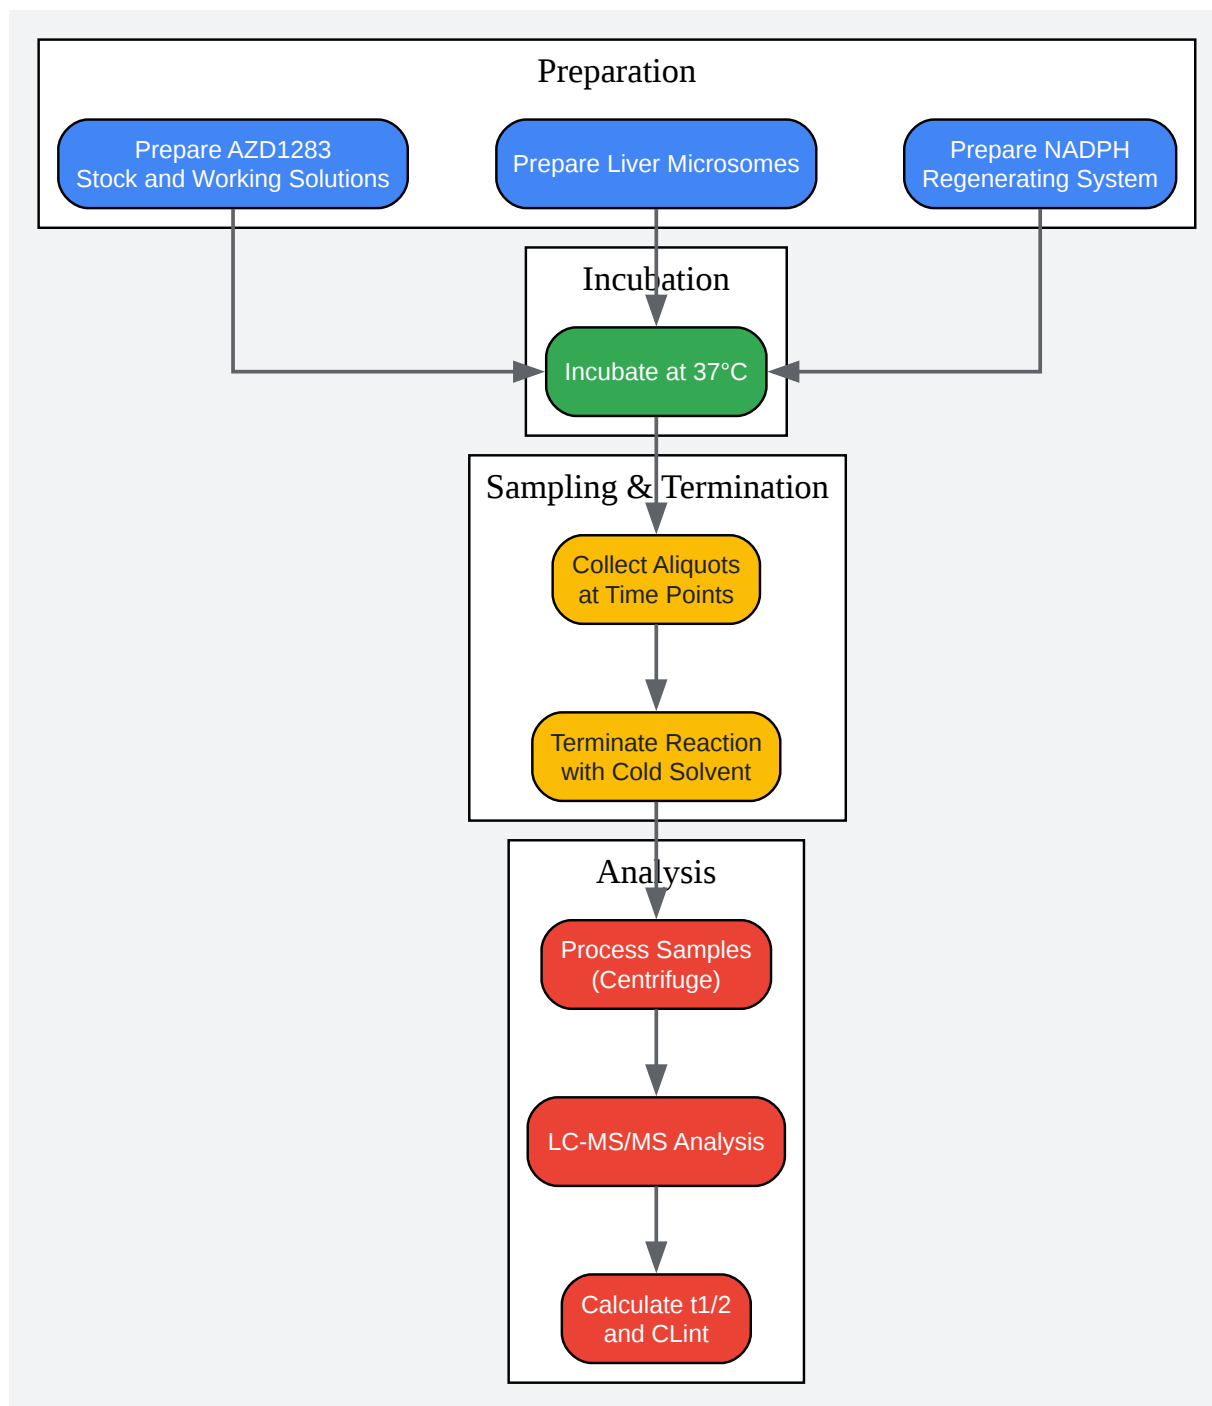 Preparation
Prepare AZD1283
Stock and Working Solutions
Prepare Liver Microsomes
Prepare NADPH
Regenerating System
Incubation
Incubate at 37°C
Sampling & Termination
Collect Aliquots
at Time Points
Terminate Reaction
with Cold Solvent
Analysis
Process Samples
(Centrifuge)
LC-MS/MS Analysis
Calculate t1/2
and CLint